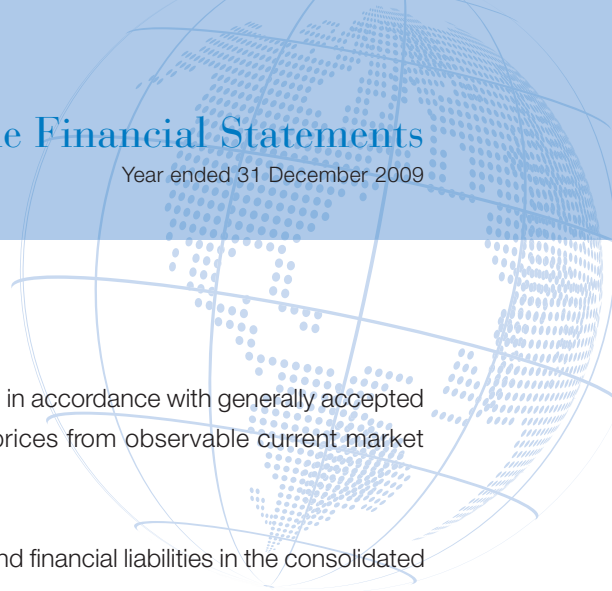 Financial Statements
Year ended 31 December 2009
in accordance with generally accepted
prices from observable current market
financial liabilities in the consolidated